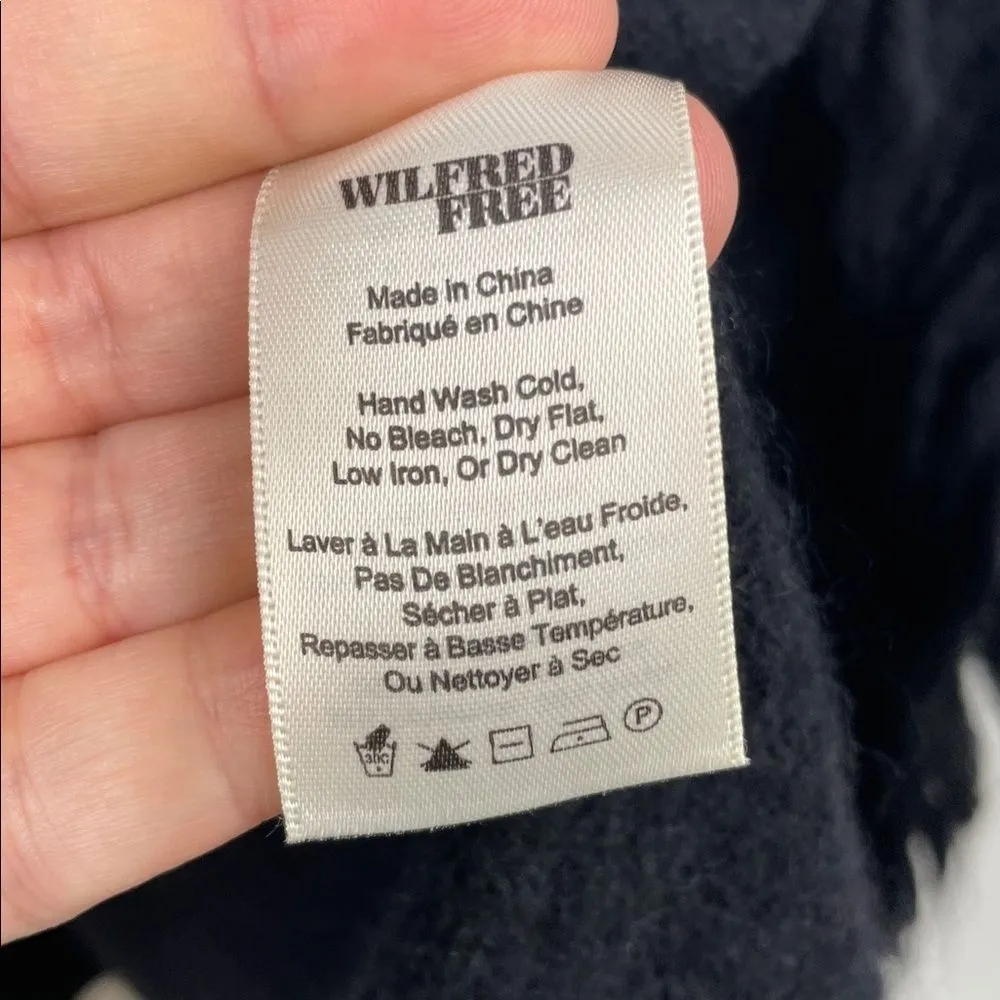 WILFRED
FREE
Made in China
Fabriqué en Chine
Hand Wash Cold,
No Bleach, Dry Flat,
Low Iron, Or Dry Clean
Laver à La Main à L'eau Froide,
Pas De Blanchiment,
Sécher à Plat,
Repasser à Basse Température,
Ou Nettoyer à Sec
30C
P